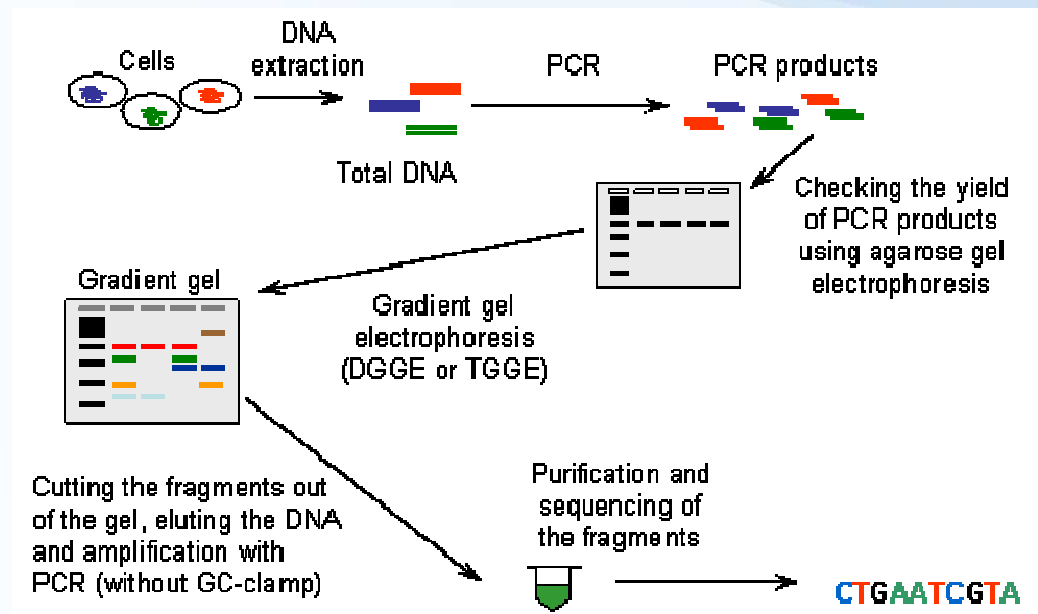 Cells
DNA
extraction
PCR
PCR products
Total DNA
Checking the yield
of PCR products
using agarose gel
electrophoresis
Gradient gel
Gradient gel
electrophoresis
(DGGE or TGGE)
Cutting the fragments out
of the gel, eluting the DNA
and amplification with
PCR (without GC-clamp)
Purification and
sequencing of
the fragments
CTGAATCGTA